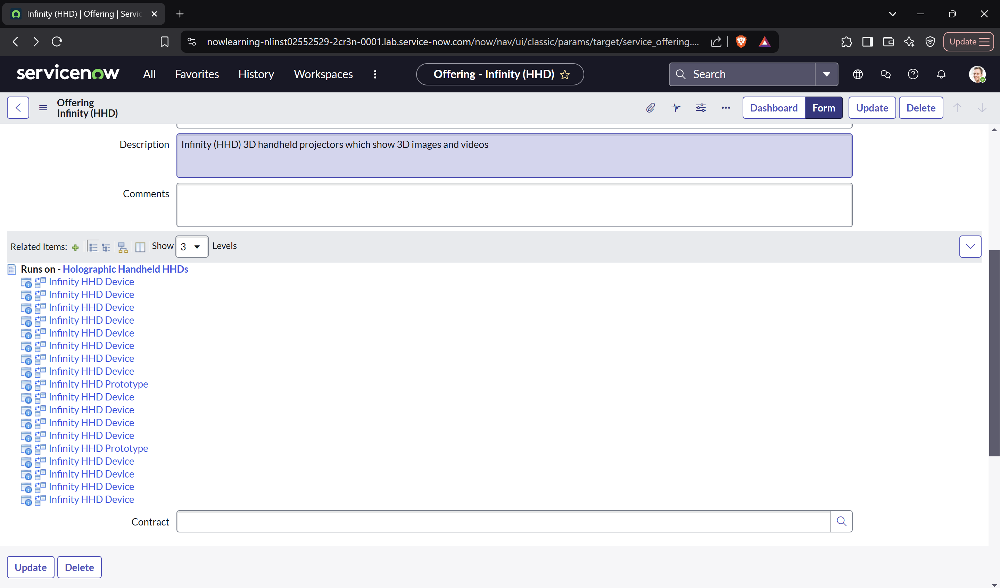 Infinity (HHD) | Offering | Servic
nowlearning-nlinst02552529-2cr3n-0001.lab.service-now.com/now/nav/ui/classic/params/target/service_offering....
Update
servicenow
All
Favorites
History
Workspaces
Offering - Infinity (HHD)
Search
Offering
Infinity (HHD)
Dashboard
Form
Update
Delete
Description
Infinity (HHD) 3D handheld projectors which show 3D images and videos
Comments
Related Items:
Show
3
Levels
Runs on - Holographic Handheld HHDs
Infinity HHD Device
Infinity HHD Device
Infinity HHD Device
Infinity HHD Device
Infinity HHD Device
Infinity HHD Device
Infinity HHD Device
Infinity HHD Device
Infinity HHD Prototype
Infinity HHD Device
Infinity HHD Device
Infinity HHD Device
Infinity HHD Device
Infinity HHD Prototype
Infinity HHD Device
Infinity HHD Device
Infinity HHD Device
Infinity HHD Device
Contract
Update
Delete